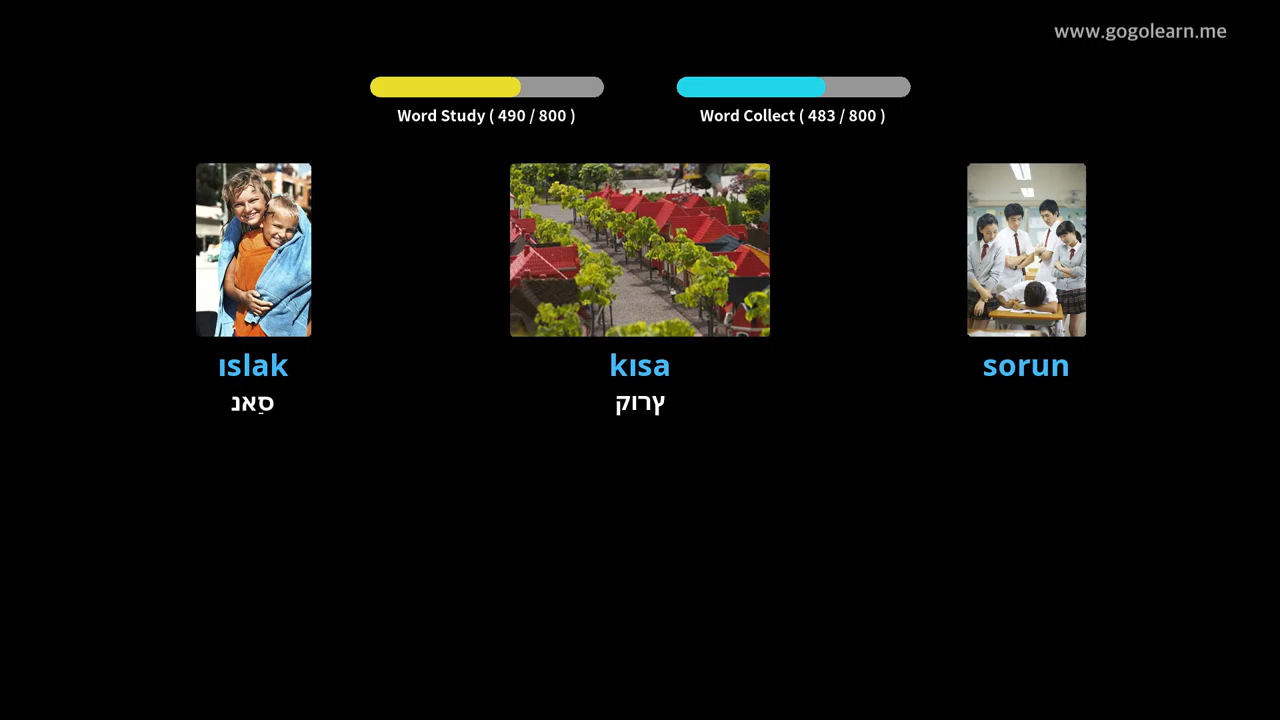 www.gogolearn.me
Word Study ( 490 / 800 )
Word Collect ( 483 / 800 )
ıslak
סַאנ
kısa
ץרוק
sorun